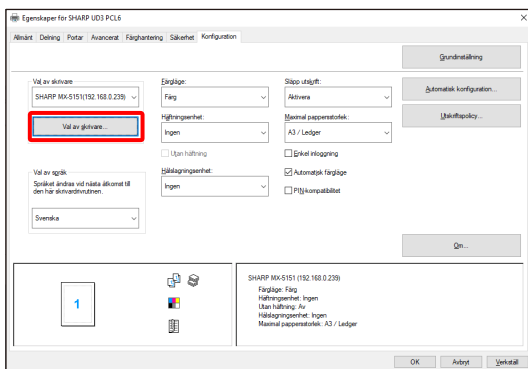 Egenskaper för SHARP UD3 PCL6
Allmänt Delning Portar Avancerat Färghantering Säkerhet Konfiguration
Grundinställning
Val av skrivare
SHARP MX-5151(192.168.0.239)
Val av skrivare...
Färgläge:
Färg
Släpp utskrift:
Aktivera
Automatisk konfiguration...
Häftningsenhet:
Ingen
Maximal pappersstorlek:
A3 / Ledger
Utskriftspolicy...
Utan häftning
Enkel inloggning
Val av språk
Språket ändras vid nästa åtkomst till
den här skrivardrivrutinen.
Svenska
Hålslagningsenhet:
Ingen
Automatisk färgläge
PIN-kompatibilitet
Om...
1
SHARP MX-5151 (192.168.0.239)
Färgläge: Färg
Häftningsenhet: Ingen
Utan häftning: Av
Hålslagningsenhet: Ingen
Maximal pappersstorlek: A3 / Ledger
OK Avbryt Verkställ